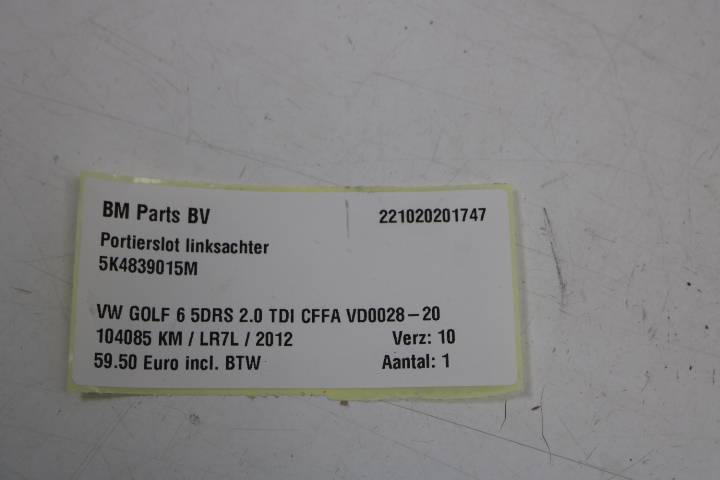 BM Parts BV 221020201747
Portierslot linksachter
5K4839015M
VW GOLF 6 5DRS 2.0 TDI CFFA VD0028-20
104085 KM / LR7L / 2012 Verz: 10
59.50 Euro incl. BTW Aantal: 1